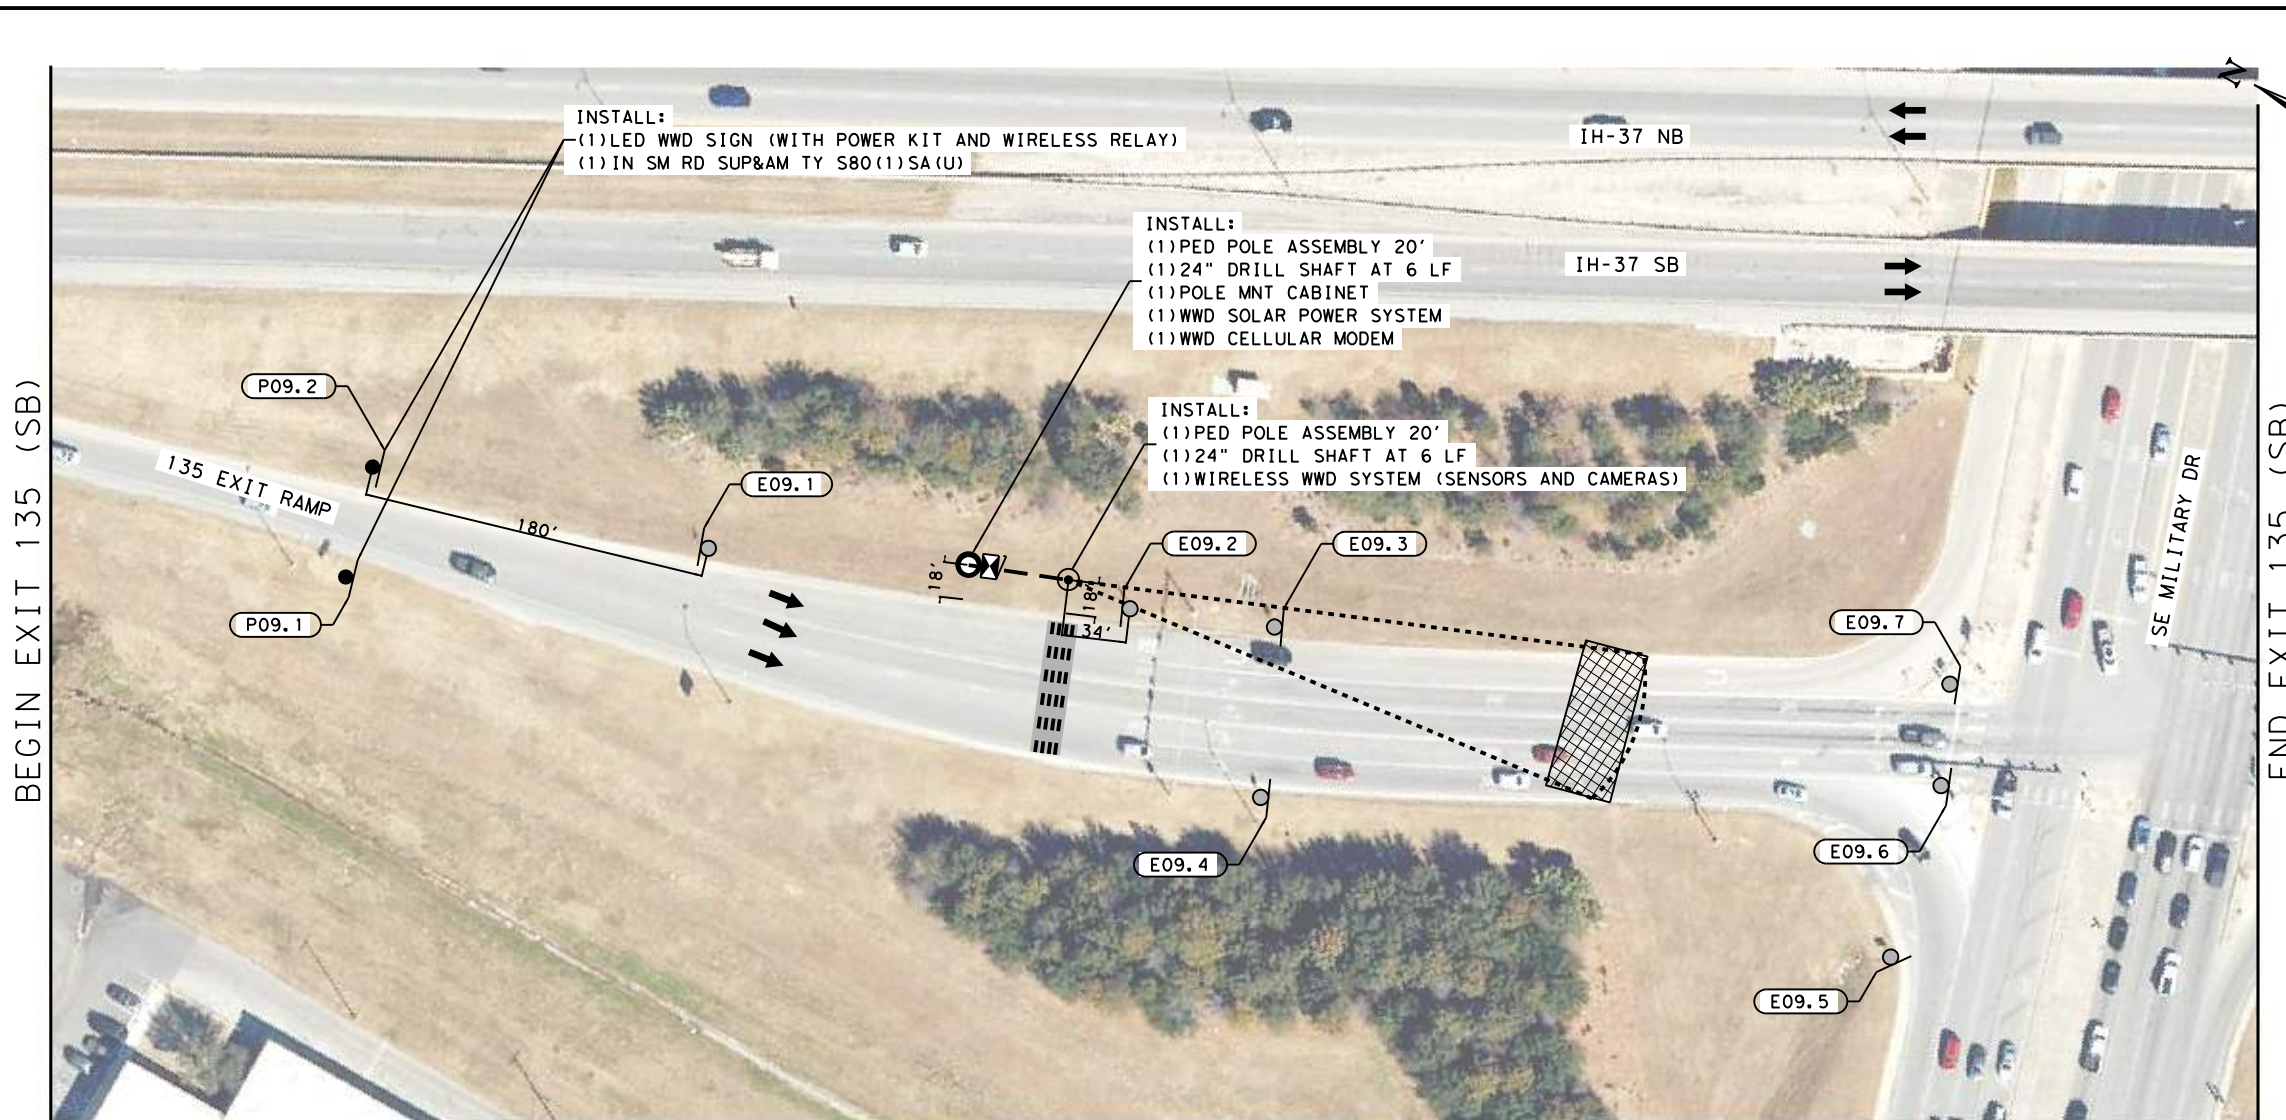 N
INSTALL:
(1)LED WWD SIGN (WITH POWER KIT AND WIRELESS RELAY)
(1)IN SM RD SUP&AM TY S80(1)SA(U)
IH-37 NB
INSTALL:
(1)PED POLE ASSEMBLY 20'
(1)24" DRILL SHAFT AT 6 LF
(1)POLE MNT CABINET
(1)WWD SOLAR POWER SYSTEM
(1)WWD CELLULAR MODEM
IH-37 SB
P09.2
INSTALL:
(1)PED POLE ASSEMBLY 20'
(1)24" DRILL SHAFT AT 6 LF
(1)WIRELESS WWD SYSTEM (SENSORS AND CAMERAS)
BEGIN EXIT 135 (SB)
END EXIT 135 (SB)
135 EXIT RAMP
E09.1
180'
SE MILITARY DR
E09.2
E09.3
18'
18'
34'
P09.1
E09.7
E09.4
E09.6
E09.5